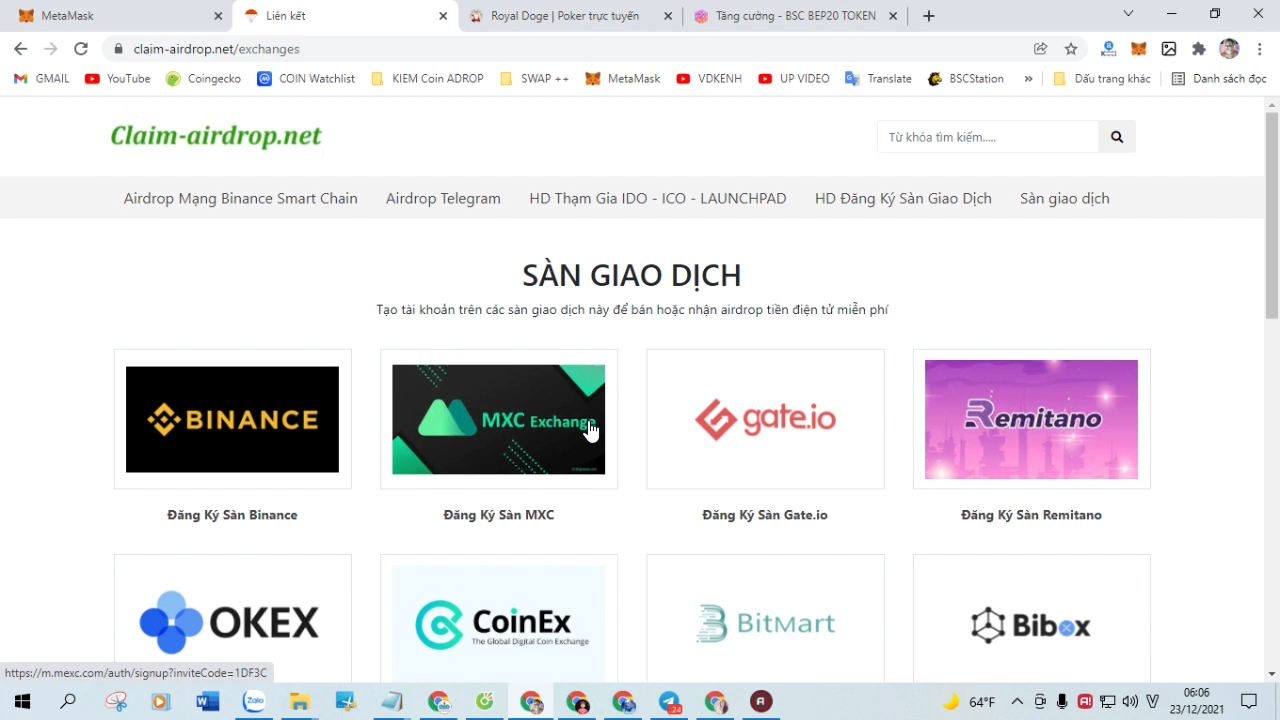 MetaMask
Liên kết
Royal Doge | Poker trực tuyến
Tăng cường - BSC BEP20 TOKEN
claim-airdrop.net/exchanges
GMAIL
YouTube
Coingecko
COIN Watchlist
KIEM Coin ADROP
SWAP ++
MetaMask
VDKENH
UP VIDEO
Translate
BSCStation
»
Dấu trang khác
Danh sách đọc
Claim-airdrop.net
Từ khóa tìm kiếm.....
Airdrop Mạng Binance Smart Chain
Airdrop Telegram
HD Thạm Gia IDO - ICO - LAUNCHPAD
HD Đăng Ký Sàn Giao Dịch
Sàn giao dịch
SÀN GIAO DỊCH
Tạo tài khoản trên các sàn giao dịch này để bán hoặc nhận airdrop tiền điện tử miễn phí
BINANCE
MXC Exchange
gate.io
Remitano
Đăng Ký Sàn Binance
Đăng Ký Sàn MXC
Đăng Ký Sàn Gate.io
Đăng Ký Sàn Remitano
OKEX
CoinEx
The Global Digital Coin Exchange
BitMart
Bibox
https://m.mexc.com/auth/signup?inviteCode=1DF3C
Zalo
24
64°F
06:06
23/12/2021